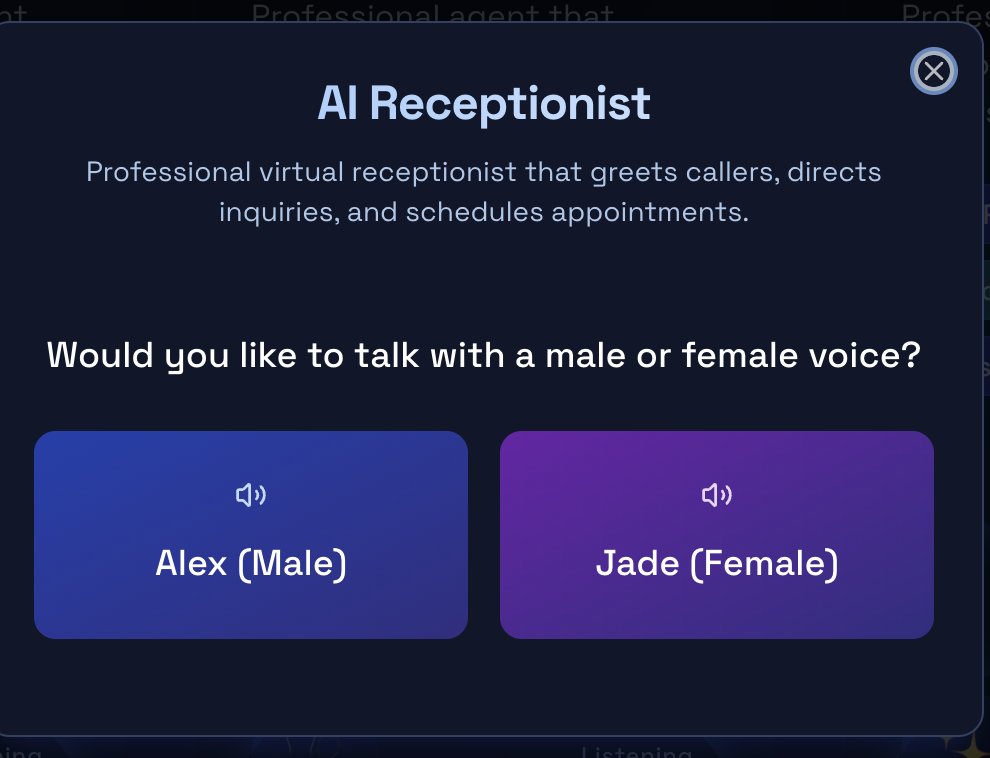 Professional agent that
AI Receptionist
Professional virtual receptionist that greets callers, directs
inquiries, and schedules appointments.
Would you like to talk with a male or female voice?
Alex (Male)
Jade (Female)
Listening